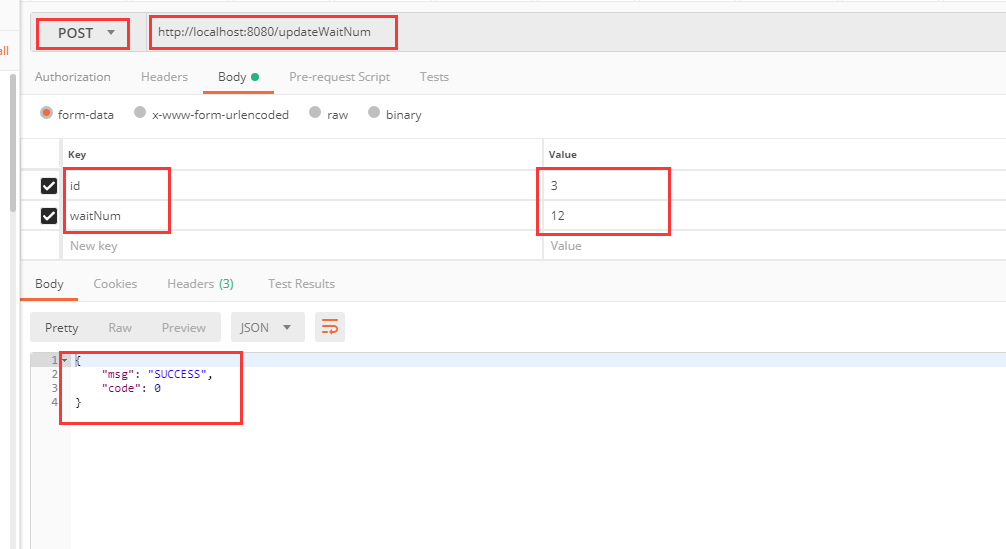 POST http://localhost:8080/updateWaitNum
all
Authorization Headers Body Pre-request Script Tests
form-data x-www-form-urlencoded raw binary
Key Value
id 3
waitNum 12
New key Value
Body Cookies Headers (3) Test Results
Pretty Raw Preview JSON
1 {
2 "msg": "SUCCESS",
3 "code": 0
4 }